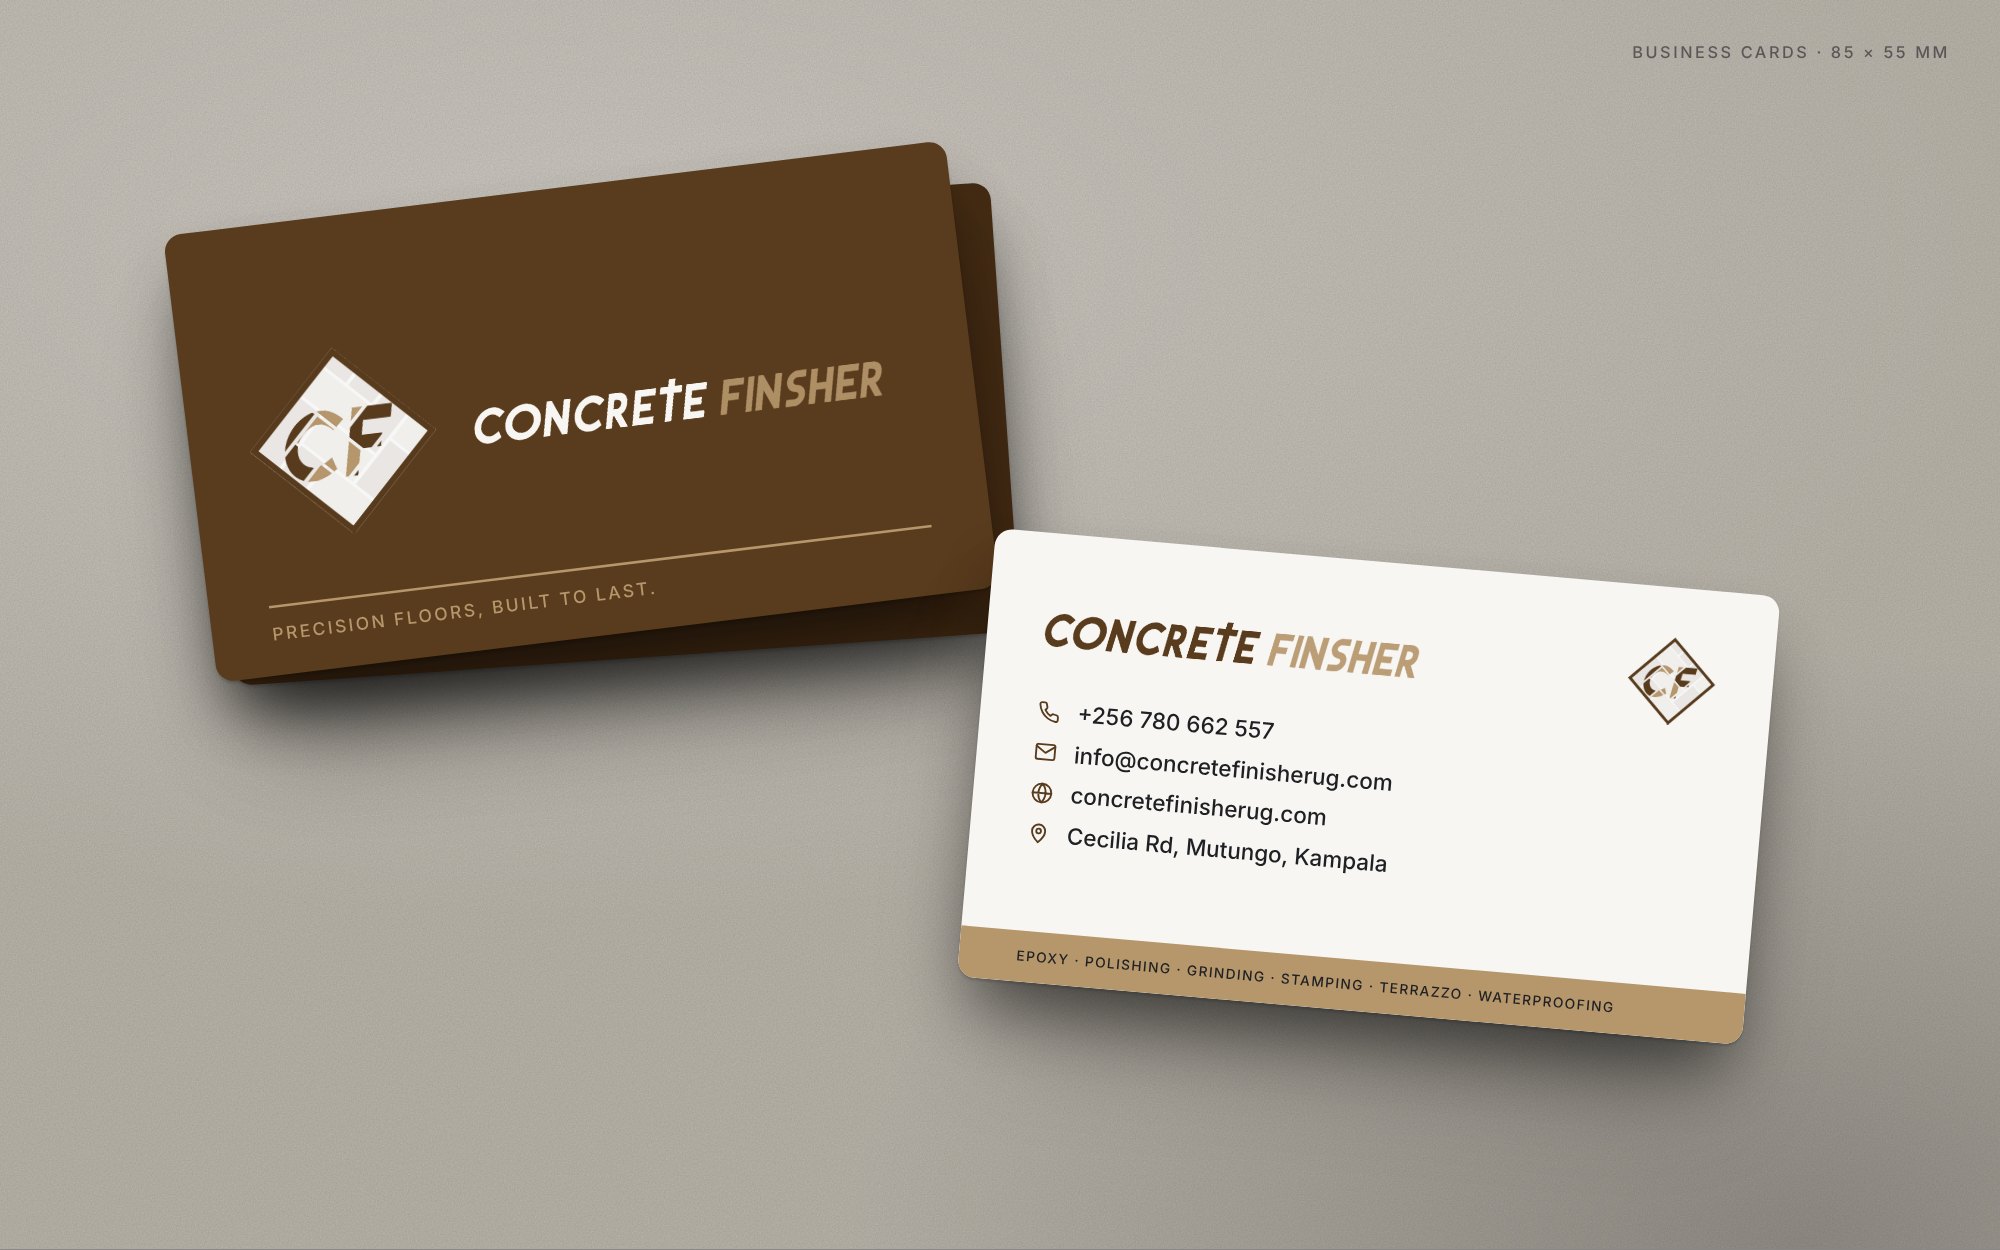 BUSINESS CARDS · 85 × 55 MM
CF
CONCRETE FINSHER
PRECISION FLOORS, BUILT TO LAST.
CONCRETE FINSHER
CF
+256 780 662 557
info@concretefinisherug.com
concretefinisherug.com
Cecilia Rd, Mutungo, Kampala
EPOXY · POLISHING · GRINDING · STAMPING · TERRAZZO · WATERPROOFING